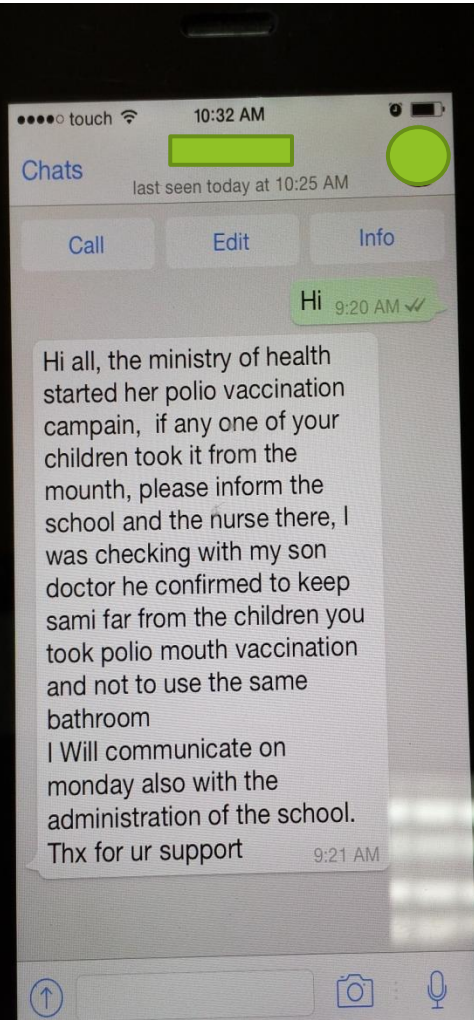 touch 10:32 AM
Chats
last seen today at 10:25 AM
Call Edit Info
Hi 9:20 AM
Hi all, the ministry of health
started her polio vaccination
campain, if any one of your
children took it from the
mounth, please inform the
school and the nurse there, I
was checking with my son
doctor he confirmed to keep
sami far from the children you
took polio mouth vaccination
and not to use the same
bathroom
I Will communicate on
monday also with the
administration of the school.
Thx for ur support 9:21 AM